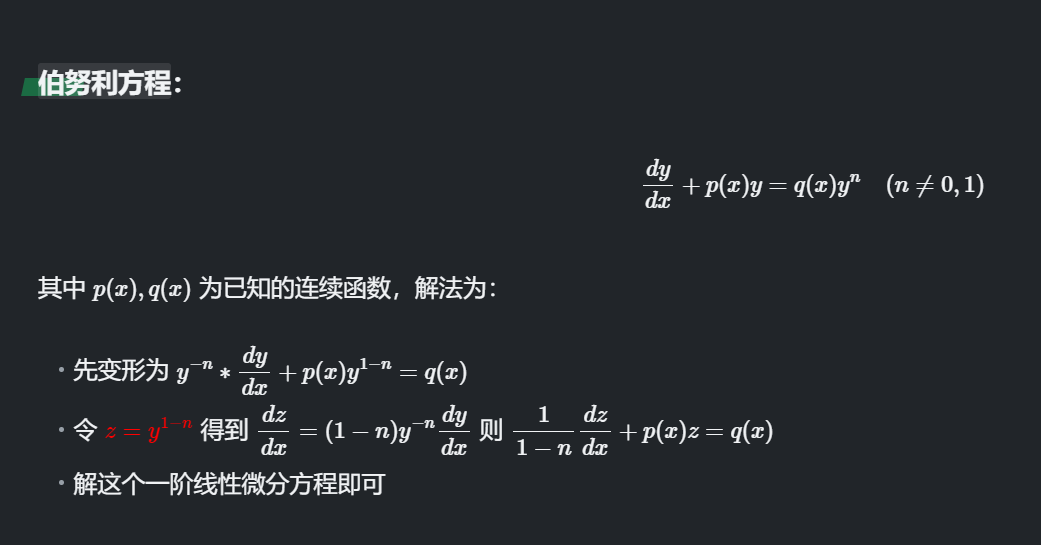 伯努利方程：
$\frac{dy}{dx} + p(x)y = q(x)y^n \quad (n \neq 0, 1)$
其中 $p(x), q(x)$ 为已知的连续函数，解法为：
• 先变形为 $y^{-n} * \frac{dy}{dx} + p(x)y^{1-n} = q(x)$
• 令 $z = y^{1-n}$ 得到 $\frac{dz}{dx} = (1-n)y^{-n}\frac{dy}{dx}$ 则 $\frac{1}{1-n}\frac{dz}{dx} + p(x)z = q(x)$
• 解这个一阶线性微分方程即可